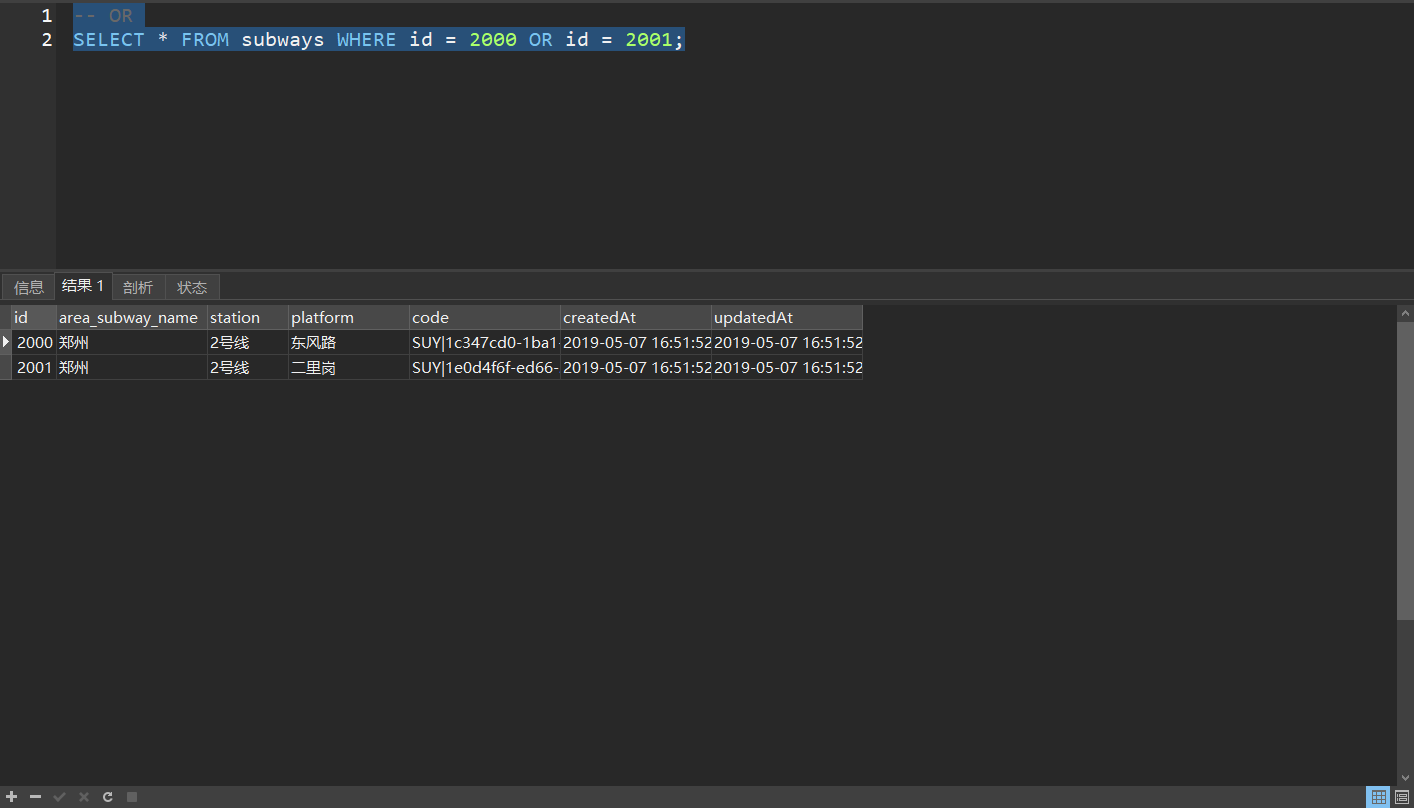 1 -- OR
2 SELECT * FROM subways WHERE id = 2000 OR id = 2001;
信息 结果 1 剖析 状态
id area_subway_name station platform code createdAt updatedAt
2000 郑州 2号线 东风路 SUY|1c347cd0-1ba1- 2019-05-07 16:51:52 2019-05-07 16:51:52
2001 郑州 2号线 二里岗 SUY|1e0d4f6f-ed66- 2019-05-07 16:51:52 2019-05-07 16:51:52